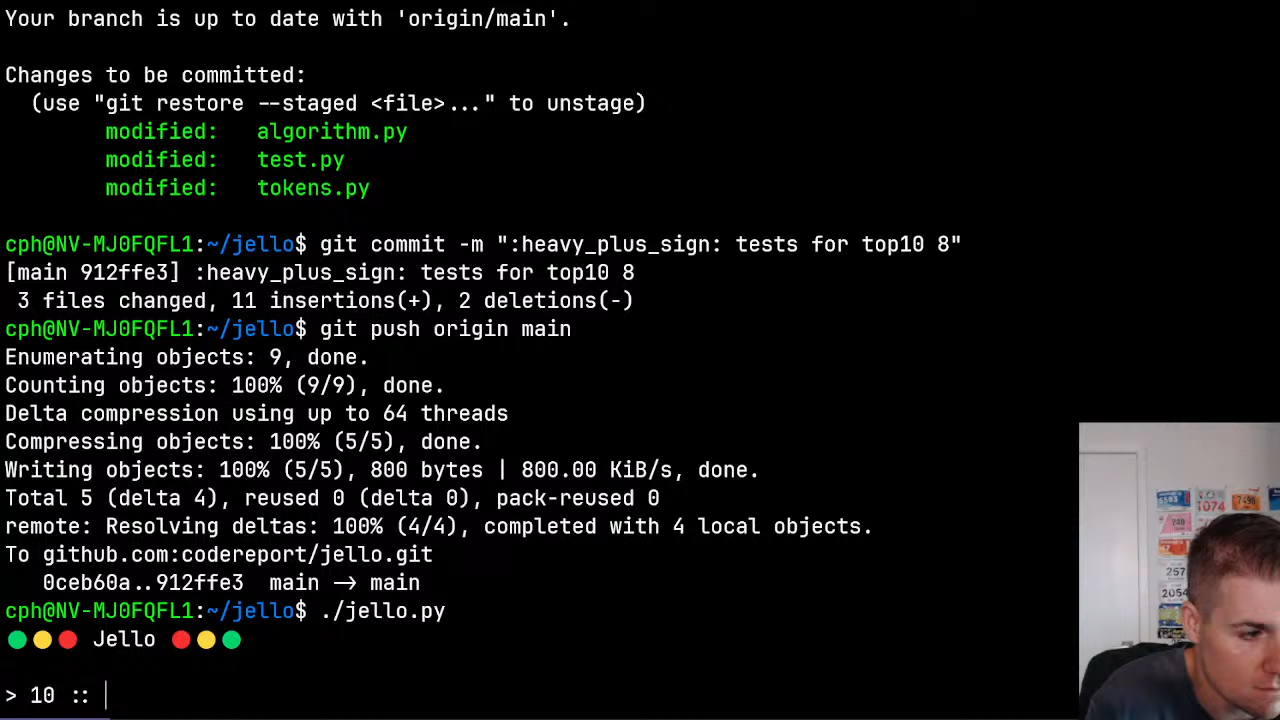 Your branch is up to date with 'origin/main'.
Changes to be committed:
(use "git restore --staged <file>..." to unstage)
modified: algorithm.py
modified: test.py
modified: tokens.py
cph@NV-MJ0FQFL1:~/jello$ git commit -m ":heavy_plus_sign: tests for top10 8"
[main 912ffe3] :heavy_plus_sign: tests for top10 8
3 files changed, 11 insertions(+), 2 deletions(-)
cph@NV-MJ0FQFL1:~/jello$ git push origin main
Enumerating objects: 9, done.
Counting objects: 100% (9/9), done.
Delta compression using up to 64 threads
Compressing objects: 100% (5/5), done.
Writing objects: 100% (5/5), 800 bytes | 800.00 KiB/s, done.
Total 5 (delta 4), reused 0 (delta 0), pack-reused 0
remote: Resolving deltas: 100% (4/4), completed with 4 local objects.
To github.com:codereport/jello.git
0ceb60a..912ffe3 main -> main
cph@NV-MJ0FQFL1:~/jello$ ./jello.py
🟢🟡🔴 Jello 🔴🟡🟢
> 10 ::
1074
7498
748
257
2054